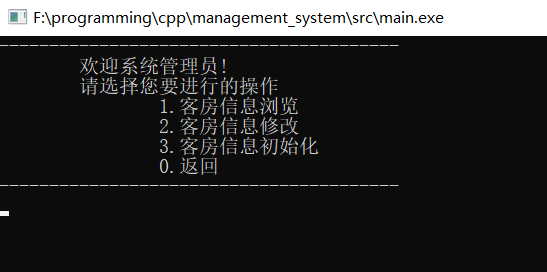 F:\programming\cpp\management_system\src\main.exe
----------------------------------------
欢迎系统管理员!
请选择您要进行的操作
1.客房信息浏览
2.客房信息修改
3.客房信息初始化
0.返回
----------------------------------------